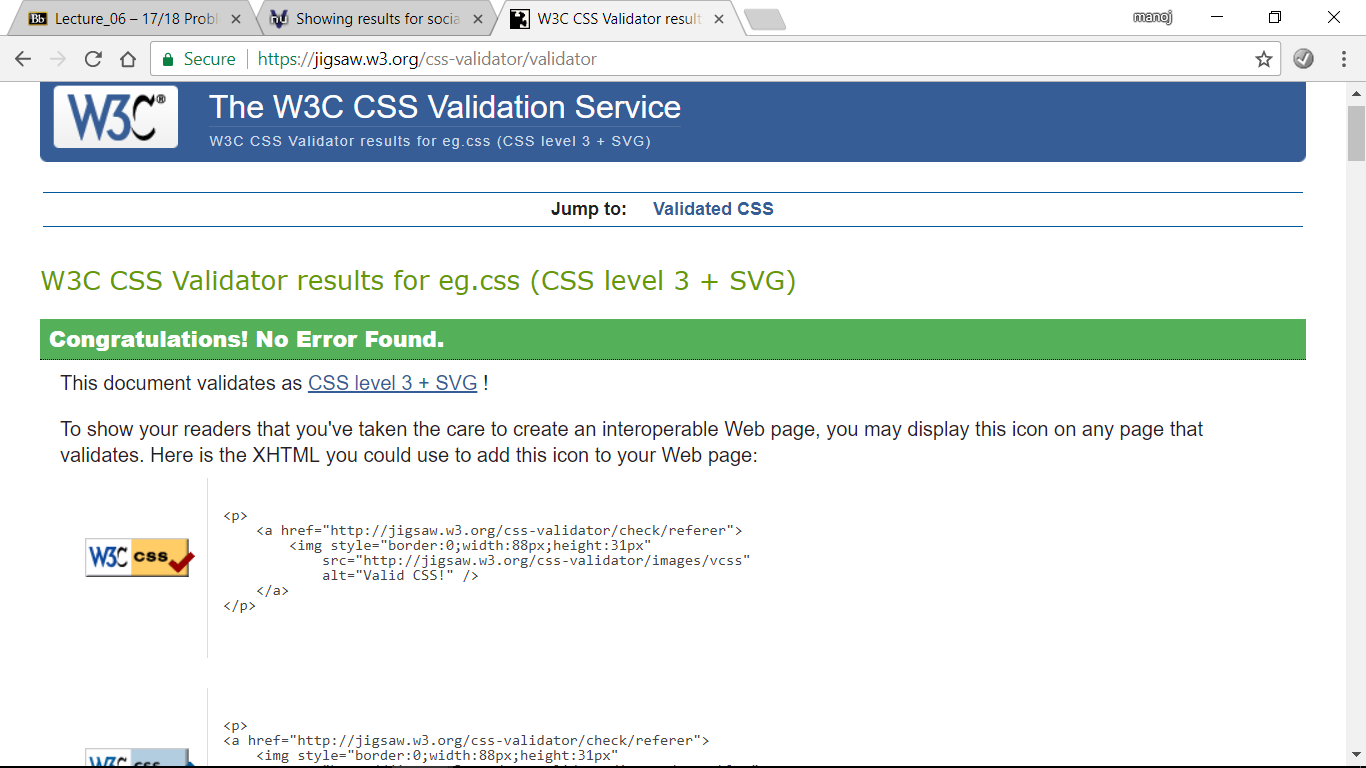 Lecture_06 – 17/18 Prob
Showing results for socia
W3C CSS Validator result
manoj
Secure
https://jigsaw.w3.org/css-validator/validator
W3C®
The W3C CSS Validation Service
W3C CSS Validator results for eg.css (CSS level 3 + SVG)
Jump to: Validated CSS
W3C CSS Validator results for eg.css (CSS level 3 + SVG)
Congratulations! No Error Found.
This document validates as CSS level 3 + SVG !
To show your readers that you've taken the care to create an interoperable Web page, you may display this icon on any page that
validates. Here is the XHTML you could use to add this icon to your Web page:
W3C css
<p>
    <a href="http://jigsaw.w3.org/css-validator/check/referer">
        <img style="border:0;width:88px;height:31px"
            src="http://jigsaw.w3.org/css-validator/images/vcss"
            alt="Valid CSS!" />
    </a>
</p>
W3C css
<p>
<a href="http://jigsaw.w3.org/css-validator/check/referer">
    <img style="border:0;width:88px;height:31px"